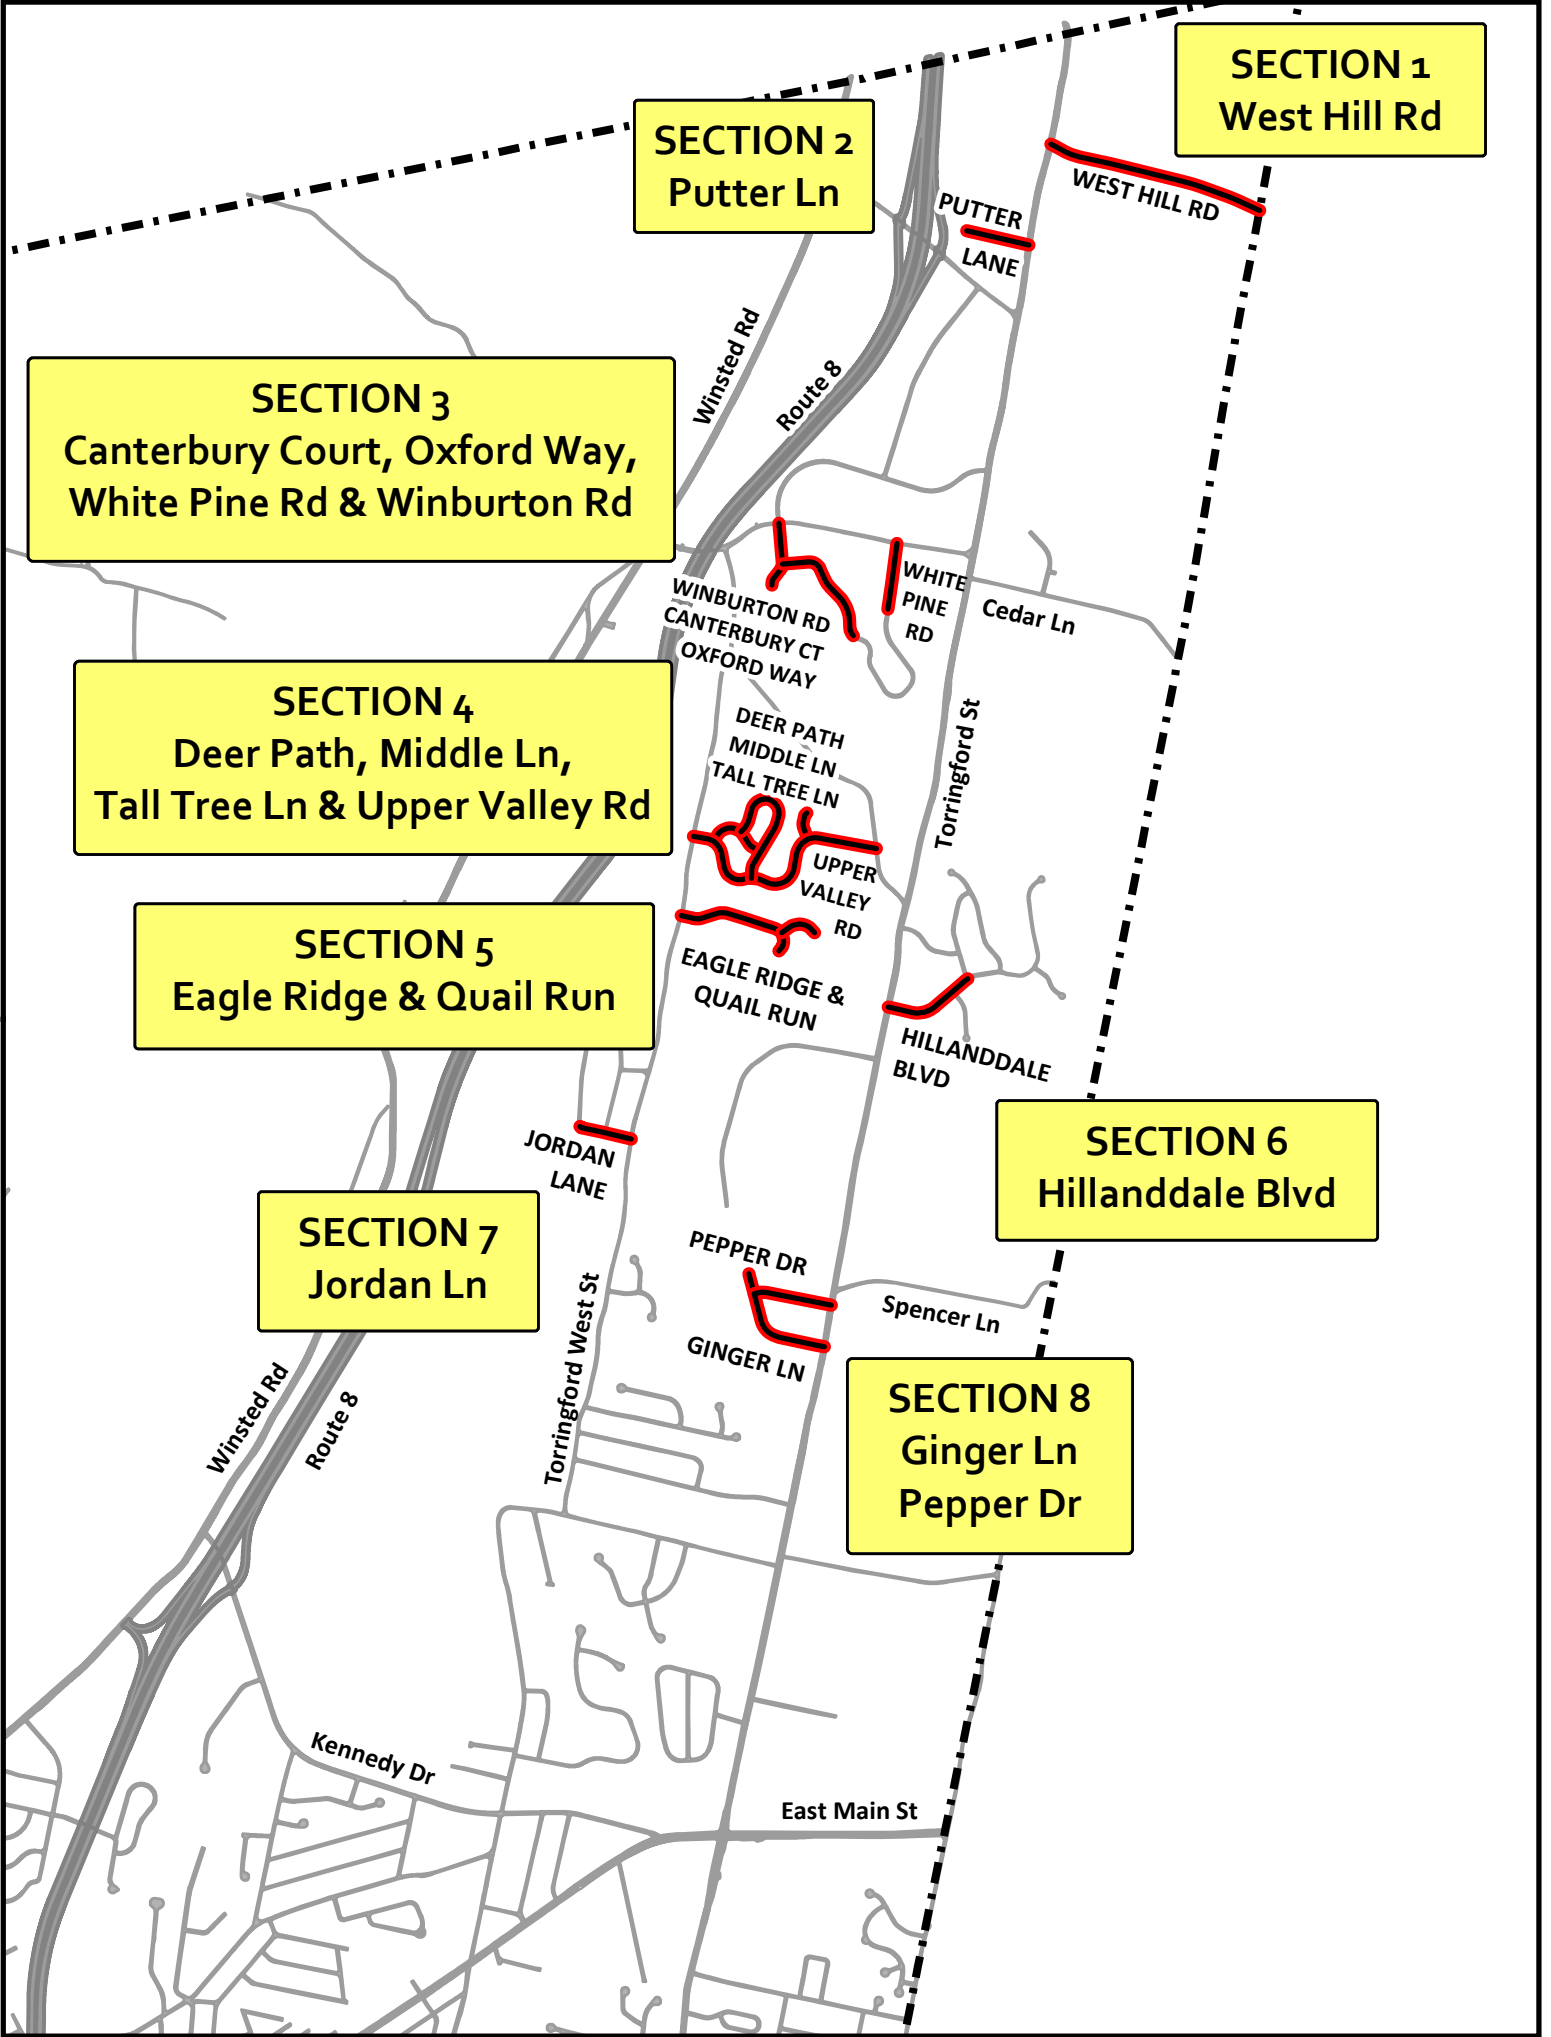 SECTION 1
West Hill Rd
SECTION 2
Putter Ln
WEST HILL RD
PUTTER
LANE
Winsted Rd
Route 8
SECTION 3
Canterbury Court, Oxford Way,
White Pine Rd & Winburton Rd
WINBURTON RD
CANTERBURY CT
OXFORD WAY
WHITE
PINE
RD
Cedar Ln
SECTION 4
Deer Path, Middle Ln,
Tall Tree Ln & Upper Valley Rd
DEER PATH
MIDDLE LN
TALL TREE LN
Torringford St
UPPER
VALLEY
RD
SECTION 5
Eagle Ridge & Quail Run
EAGLE RIDGE &
QUAIL RUN
HILLANDDALE
BLVD
SECTION 6
Hillanddale Blvd
JORDAN
LANE
SECTION 7
Jordan Ln
PEPPER DR
GINGER LN
Spencer Ln
Torringford West St
SECTION 8
Ginger Ln
Pepper Dr
Winsted Rd
Route 8
Kennedy Dr
East Main St